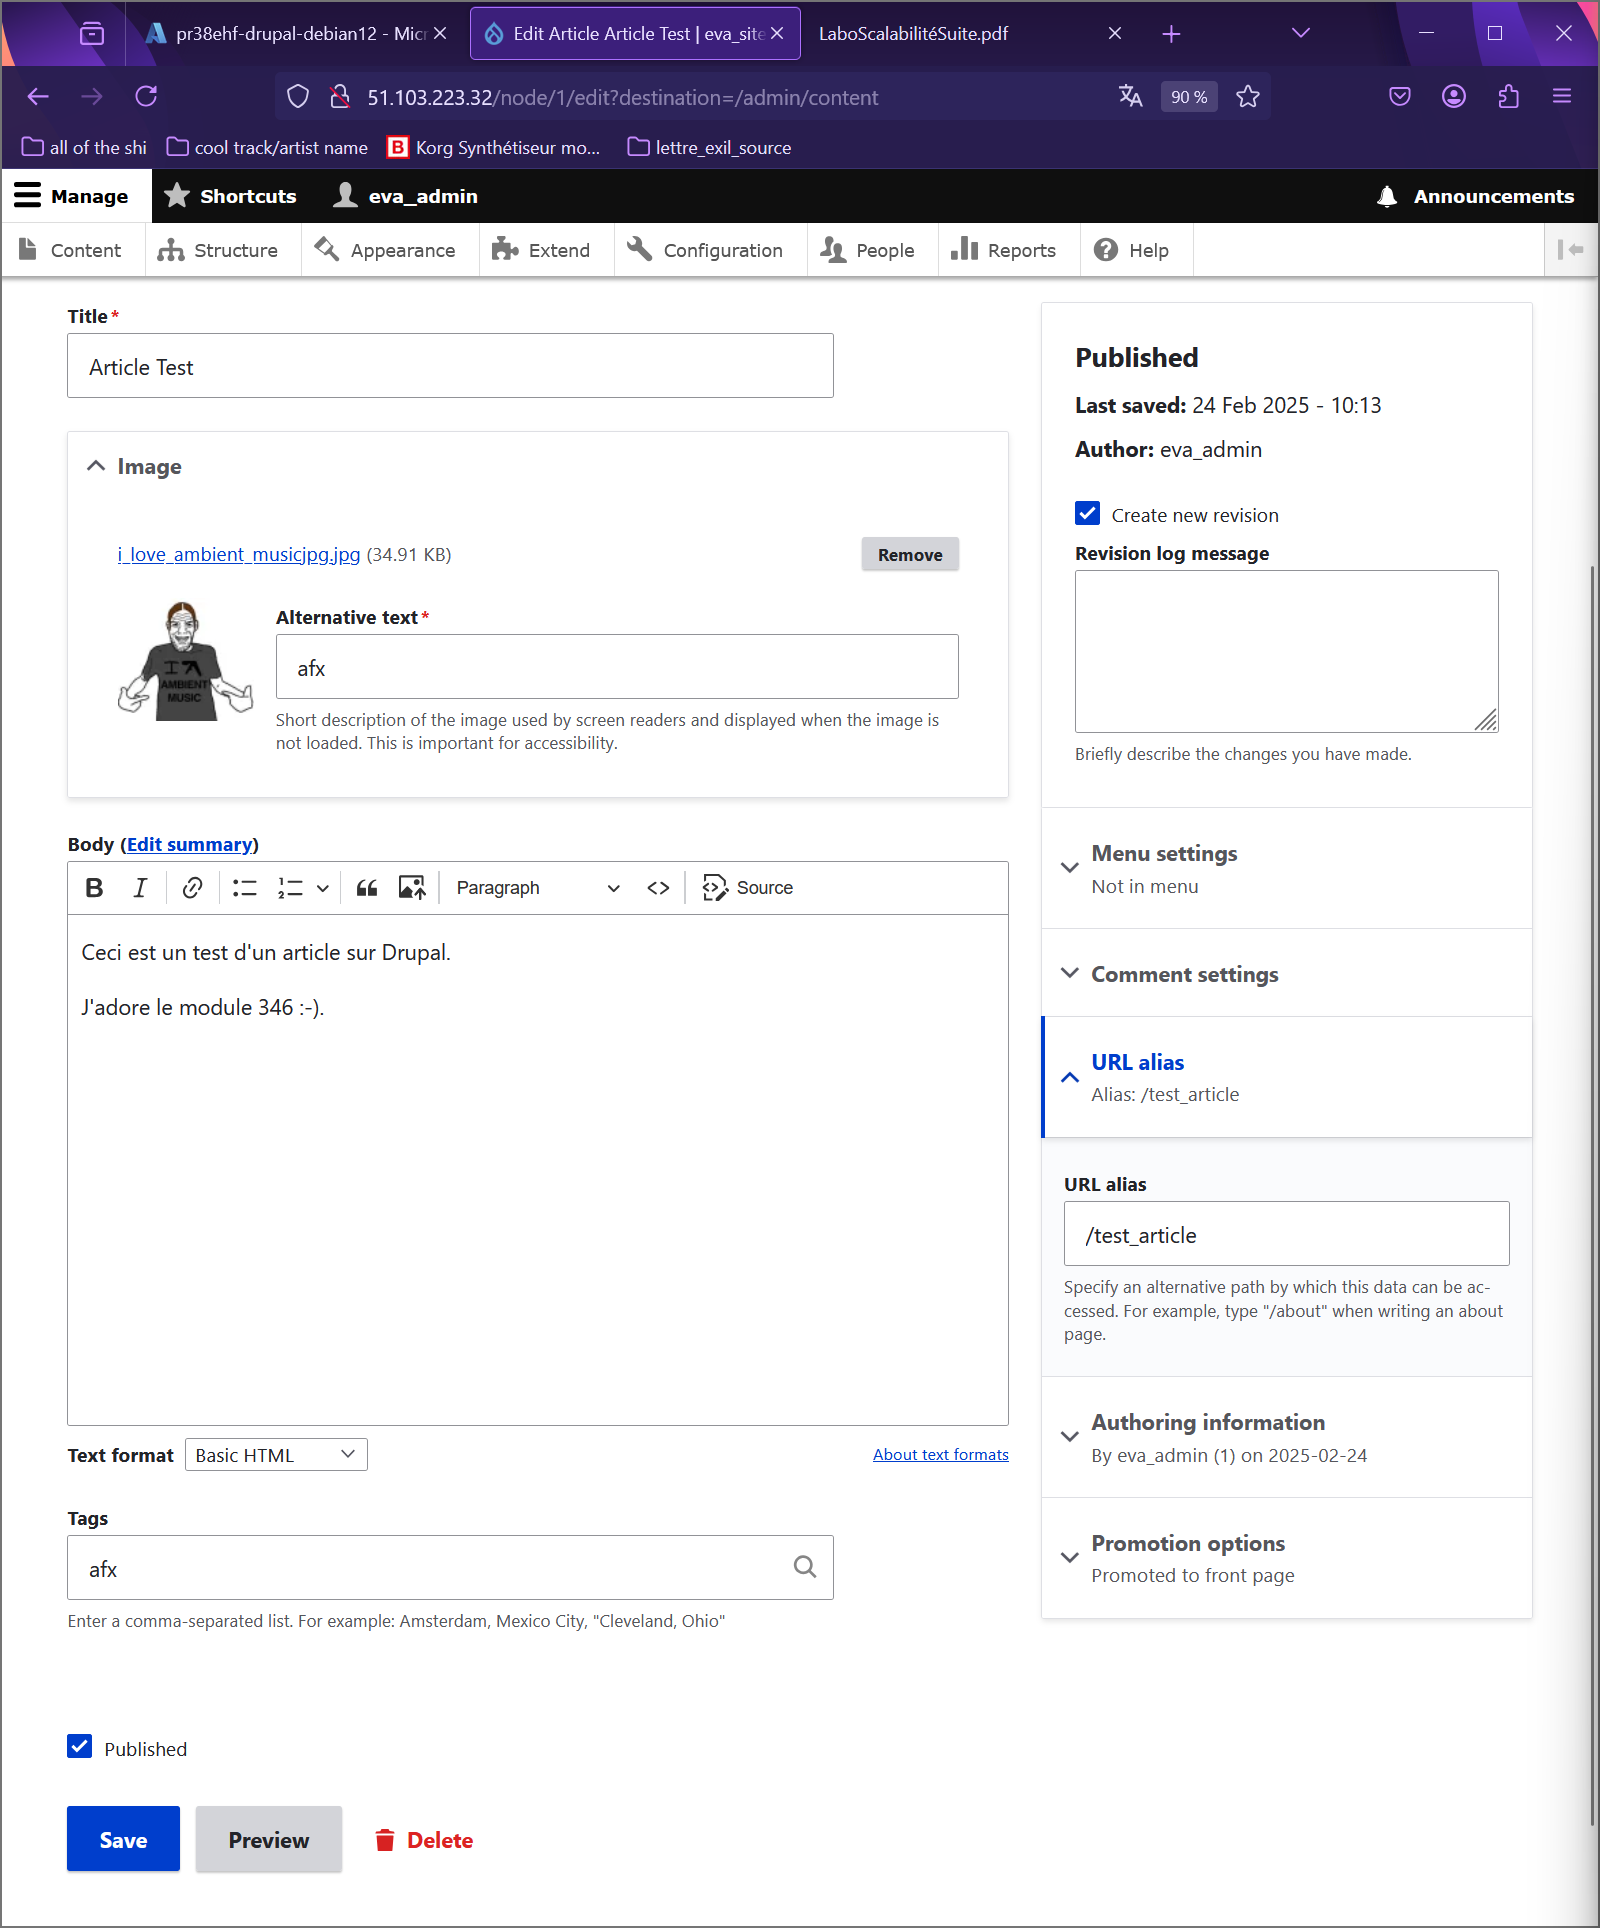 pr38ehf-drupal-debian12 - Micr
Edit Article Article Test | eva_site
LaboScalabilitéSuite.pdf
51.103.223.32/node/1/edit?destination=/admin/content
90 %
all of the shi
cool track/artist name
B Korg Synthétiseur mo...
lettre_exil_source
Manage
Shortcuts
eva_admin
Announcements
Content
Structure
Appearance
Extend
Configuration
People
Reports
Help
Title*
Article Test
Image
i_love_ambient_musicjpg.jpg (34.91 KB)
Remove
AMBIENT
MUSIC
Alternative text*
afx
Short description of the image used by screen readers and displayed when the image is
not loaded. This is important for accessibility.
Body (Edit summary)
B I Paragraph <> Source
Ceci est un test d'un article sur Drupal.
J'adore le module 346 :-).
Text format Basic HTML
About text formats
Tags
afx
Enter a comma-separated list. For example: Amsterdam, Mexico City, "Cleveland, Ohio"
Published
Save
Preview
Delete
Published
Last saved: 24 Feb 2025 - 10:13
Author: eva_admin
Create new revision
Revision log message
Briefly describe the changes you have made.
Menu settings
Not in menu
Comment settings
URL alias
Alias: /test_article
URL alias
/test_article
Specify an alternative path by which this data can be ac-
cessed. For example, type "/about" when writing an about
page.
Authoring information
By eva_admin (1) on 2025-02-24
Promotion options
Promoted to front page